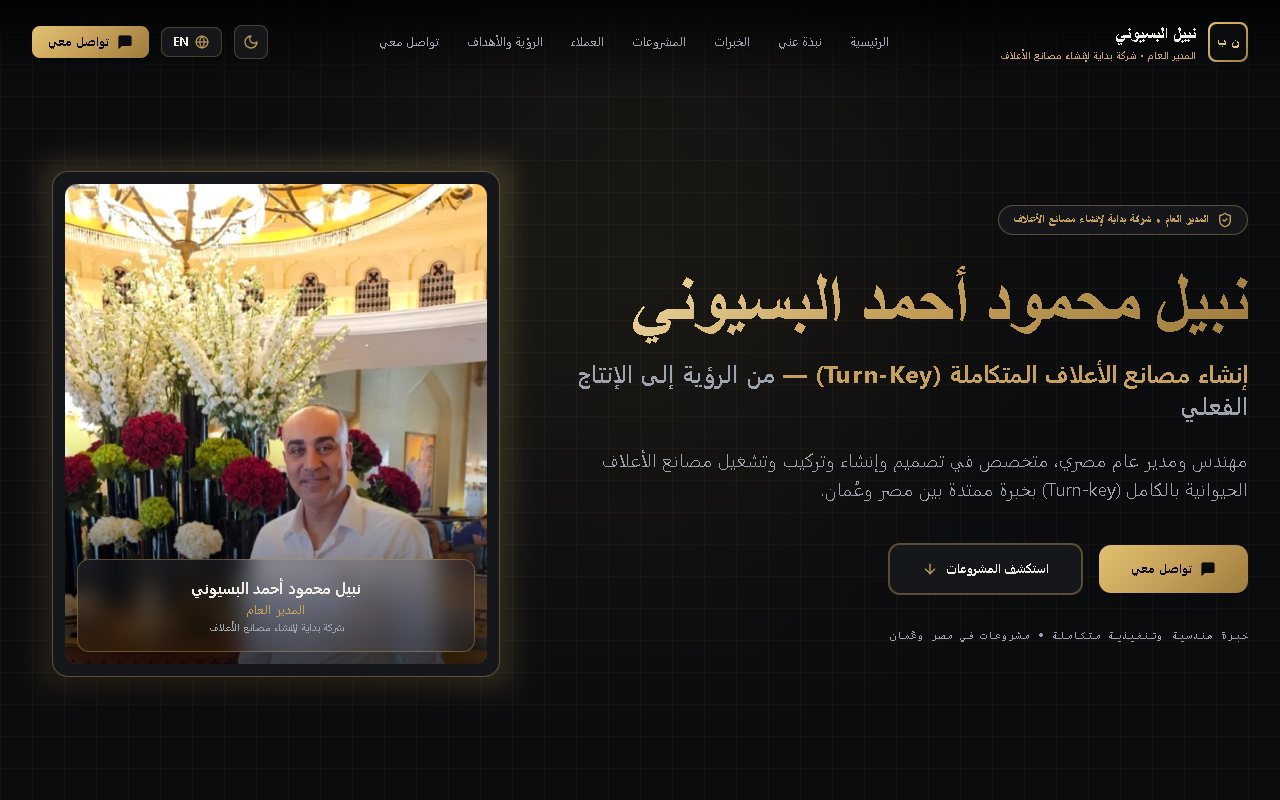 ن ب
نبيل البسيوني
المدير العام • شركة بداية لإنشاء مصانع الأعلاف
الرئيسية
نبذة عني
الخبرات
المشروعات
العملاء
الرؤية والأهداف
تواصل معي
EN
تواصل معي
المدير العام • شركة بداية لإنشاء مصانع الأعلاف
نبيل محمود أحمد البسيوني
إنشاء مصانع الأعلاف المتكاملة (Turn-Key) — من الرؤية إلى الإنتاج
الفعلي
مهندس ومدير عام مصري، متخصص في تصميم وإنشاء وتركيب وتشغيل مصانع الأعلاف
الحيوانية بالكامل (Turn-key) بخبرة ممتدة بين مصر وعُمان.
تواصل معي
استكشف المشروعات
خبرة هندسية وتنفيذية متكاملة • مشروعات في مصر وعُمان
نبيل محمود أحمد البسيوني
المدير العام
شركة بداية لإنشاء مصانع الأعلاف